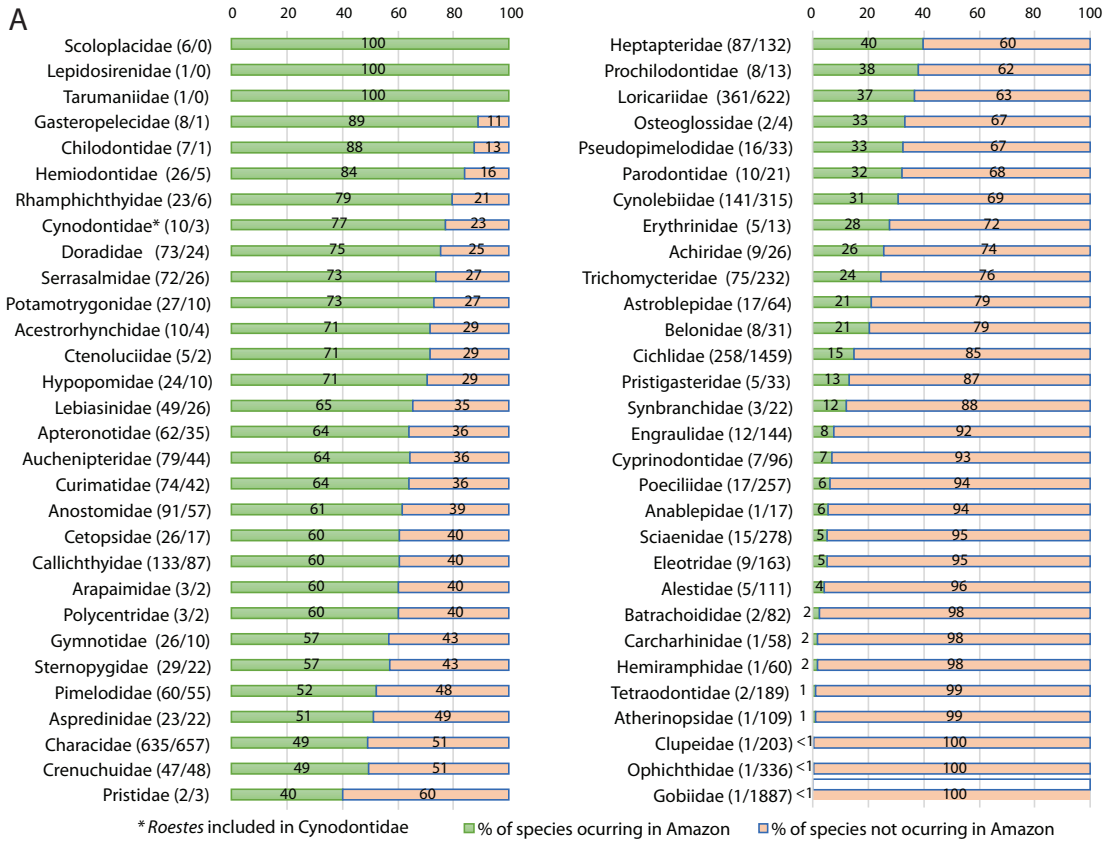 A
0 20 40 60 80 100
Scoloplacidae (6/0) 100
Lepidosirenidae (1/0) 100
Tarumaniidae (1/0) 100
Gasteropelecidae (8/1) 89 11
Chilodontidae (7/1) 88 13
Hemiodontidae (26/5) 84 16
Rhamphichthyidae (23/6) 79 21
Cynodontidae* (10/3) 77 23
Doradidae (73/24) 75 25
Serrasalmidae (72/26) 73 27
Potamotrygonidae (27/10) 73 27
Acestrorhynchidae (10/4) 71 29
Ctenoluciidae (5/2) 71 29
Hypopomidae (24/10) 71 29
Lebiasinidae (49/26) 65 35
Apteronotidae (62/35) 64 36
Auchenipteridae (79/44) 64 36
Curimatidae (74/42) 64 36
Anostomidae (91/57) 61 39
Cetopsidae (26/17) 60 40
Callichthyidae (133/87) 60 40
Arapaimidae (3/2) 60 40
Polycentridae (3/2) 60 40
Gymnotidae (26/10) 57 43
Sternopygidae (29/22) 57 43
Pimelodidae (60/55) 52 48
Aspredinidae (23/22) 51 49
Characidae (635/657) 49 51
Crenuchuidae (47/48) 49 51
Pristidae (2/3) 40 60
0 20 40 60 80 100
Heptapteridae (87/132) 40 60
Prochilodontidae (8/13) 38 62
Loricariidae (361/622) 37 63
Osteoglossidae (2/4) 33 67
Pseudopimelodidae (16/33) 33 67
Parodontidae (10/21) 32 68
Cynolebiidae (141/315) 31 69
Erythrinidae (5/13) 28 72
Achiridae (9/26) 26 74
Trichomycteridae (75/232) 24 76
Astroblepidae (17/64) 21 79
Belonidae (8/31) 21 79
Cichlidae (258/1459) 15 85
Pristigasteridae (5/33) 13 87
Synbranchidae (3/22) 12 88
Engraulidae (12/144) 8 92
Cyprinodontidae (7/96) 7 93
Poeciliidae (17/257) 6 94
Anablepidae (1/17) 6 94
Sciaenidae (15/278) 5 95
Eleotridae (9/163) 5 95
Alestidae (5/111) 4 96
Batrachoididae (2/82) 2 98
Carcharhinidae (1/58) 2 98
Hemiramphidae (1/60) 2 98
Tetraodontidae (2/189) 1 99
Atherinopsidae (1/109) 1 99
Clupeidae (1/203) <1 100
Ophichthidae (1/336) <1 100
Gobiidae (1/1887) <1 100
* Roestes included in Cynodontidae
% of species ocurring in Amazon
% of species not ocurring in Amazon